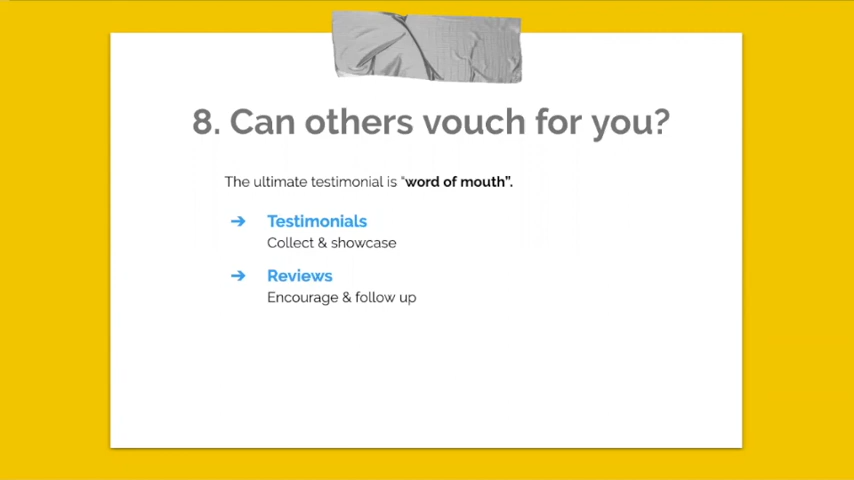 8. Can others vouch for you?
The ultimate testimonial is “word of mouth”.
➔ Testimonials
Collect & showcase
➔ Reviews
Encourage & follow up